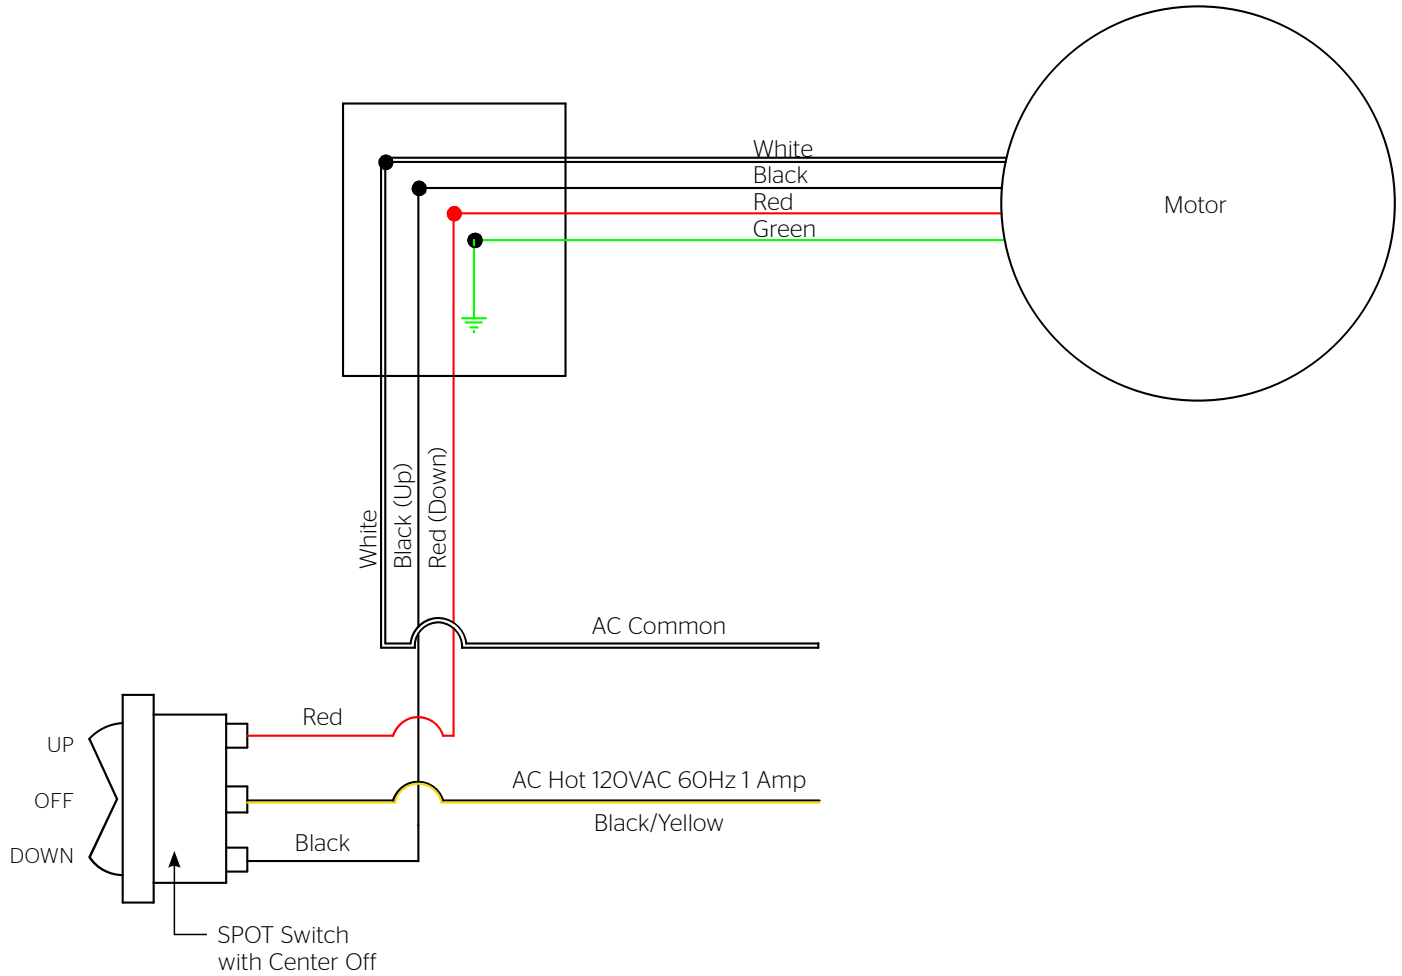 White
Black
Red
Green
Motor
White
Black (Up)
Red (Down)
AC Common
Red
UP
OFF
DOWN
AC Hot 120VAC 60Hz 1 Amp
Black/Yellow
Black
SPOT Switch
with Center Off